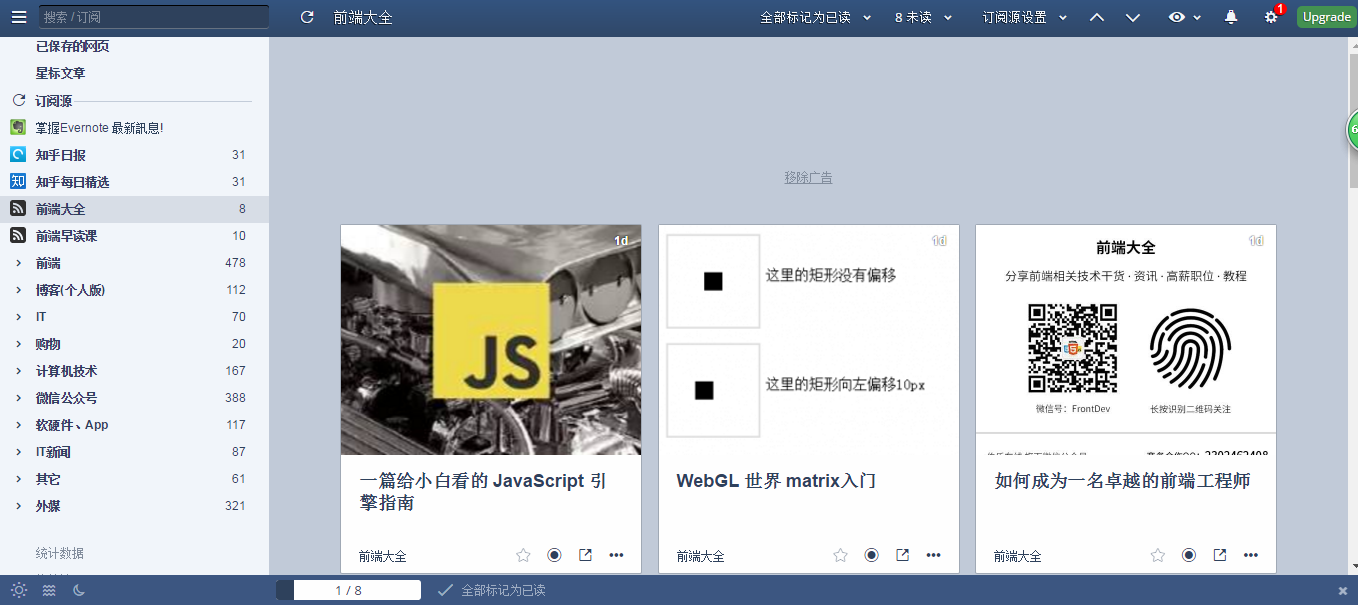 搜索 / 订阅
前端大全
全部标记为已读
8 未读
订阅源设置
1
Upgrade
已保存的网页
星标文章
订阅源
掌握Evernote 最新訊息!
知乎日报 31
知 知乎每日精选 31
前端大全 8
前端早读课 10
前端 478
博客(个人版) 112
IT 70
购物 20
计算机技术 167
微信公众号 388
软硬件、App 117
IT新闻 87
其它 61
外媒 321
统计数据
移除广告
6
1d
JS
一篇给小白看的 JavaScript 引
擎指南
前端大全
1d
这里的矩形没有偏移
这里的矩形向左偏移10px
WebGL 世界 matrix入门
前端大全
1d
前端大全
分享前端相关技术干货 · 资讯 · 高薪职位 · 教程
微信号：FrontDev
长按识别二维码关注
如何成为一名卓越的前端工程师
前端大全
1 / 8
全部标记为已读